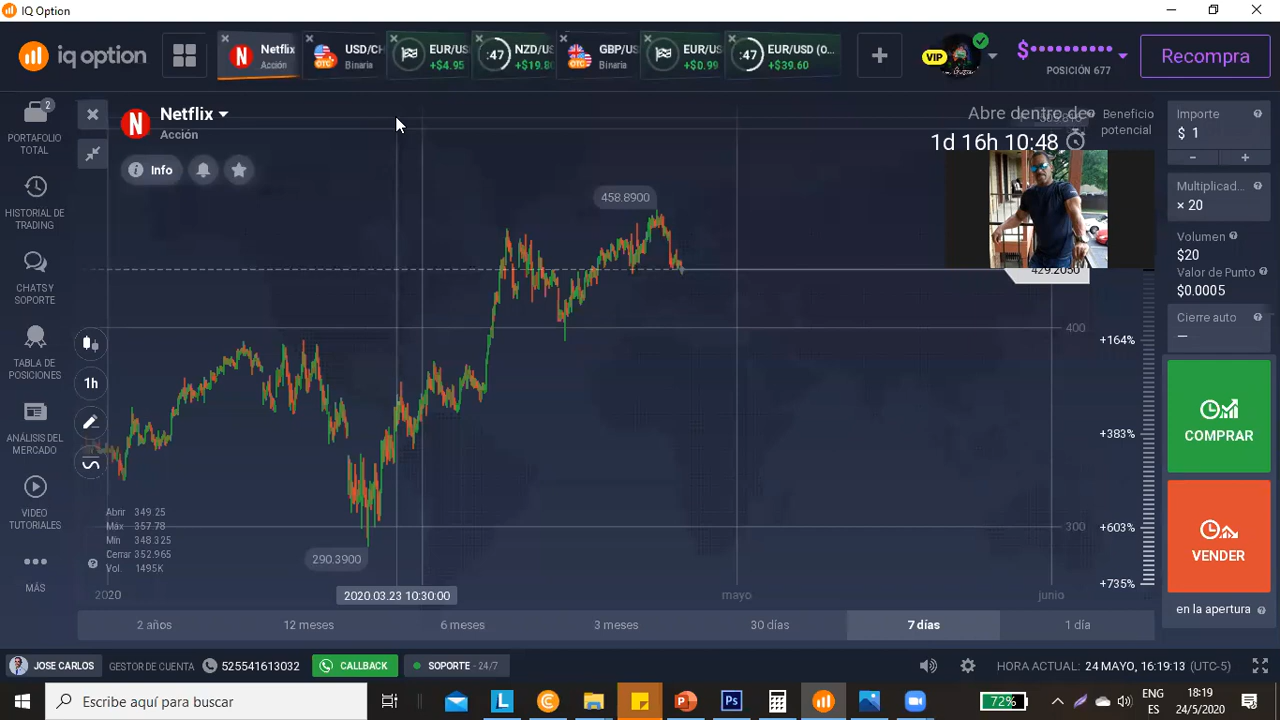 IQ Option
iq option
Netflix
Acción
USD/CH
Binaria
OTC
EUR/US
+$4.95
:47
NZD/U
+$19.8
GBP/US
Binaria
OTC
EUR/US
+$0.99
:47
EUR/USD (O...
+$39.60
VIP
POSICIÓN 677
Recompra
2
PORTAFOLIO
TOTAL
HISTORIAL DE
TRADING
CHATS Y
SOPORTE
TABLA DE
POSICIONES
ANÁLISIS DEL
MERCADO
VIDEO
TUTORIALES
MÁS
Netflix
Acción
Info
1h
Abre dentro de
1d 16h 10:48
Beneficio
potencial
458.8900
290.3900
429.2050
400
300
Abrir 349.25
Máx 357.78
Mín 348.325
Cerrar 352.965
Vol. 1495K
2020
2020.03.23 10:30:00
mayo
junio
2 años
12 meses
6 meses
3 meses
30 días
7 días
1 día
+164%
+383%
+603%
+735%
Importe
$ 1
Multiplicad...
× 20
Volumen
$20
Valor de Punto
$0.0005
Cierre auto
COMPRAR
VENDER
en la apertura
JOSE CARLOS
GESTOR DE CUENTA
525541613032
CALLBACK
SOPORTE - 24/7
HORA ACTUAL: 24 MAYO, 16:19:13 (UTC-5)
Escribe aquí para buscar
72%
ENG
ES
18:19
24/5/2020